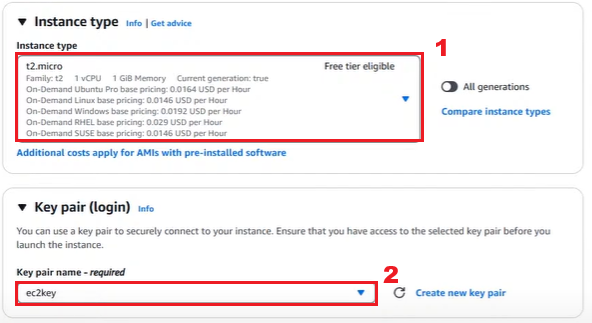 Instance type Info | Get advice
Instance type
1
t2.micro Free tier eligible
Family: t2 1 vCPU 1 GiB Memory Current generation: true
On-Demand Ubuntu Pro base pricing: 0.0164 USD per Hour
On-Demand Linux base pricing: 0.0146 USD per Hour
On-Demand Windows base pricing: 0.0192 USD per Hour
On-Demand RHEL base pricing: 0.029 USD per Hour
On-Demand SUSE base pricing: 0.0146 USD per Hour
All generations
Compare instance types
Additional costs apply for AMIs with pre-installed software
Key pair (login) Info
You can use a key pair to securely connect to your instance. Ensure that you have access to the selected key pair before you
launch the instance.
Key pair name - required
2
ec2key
Create new key pair